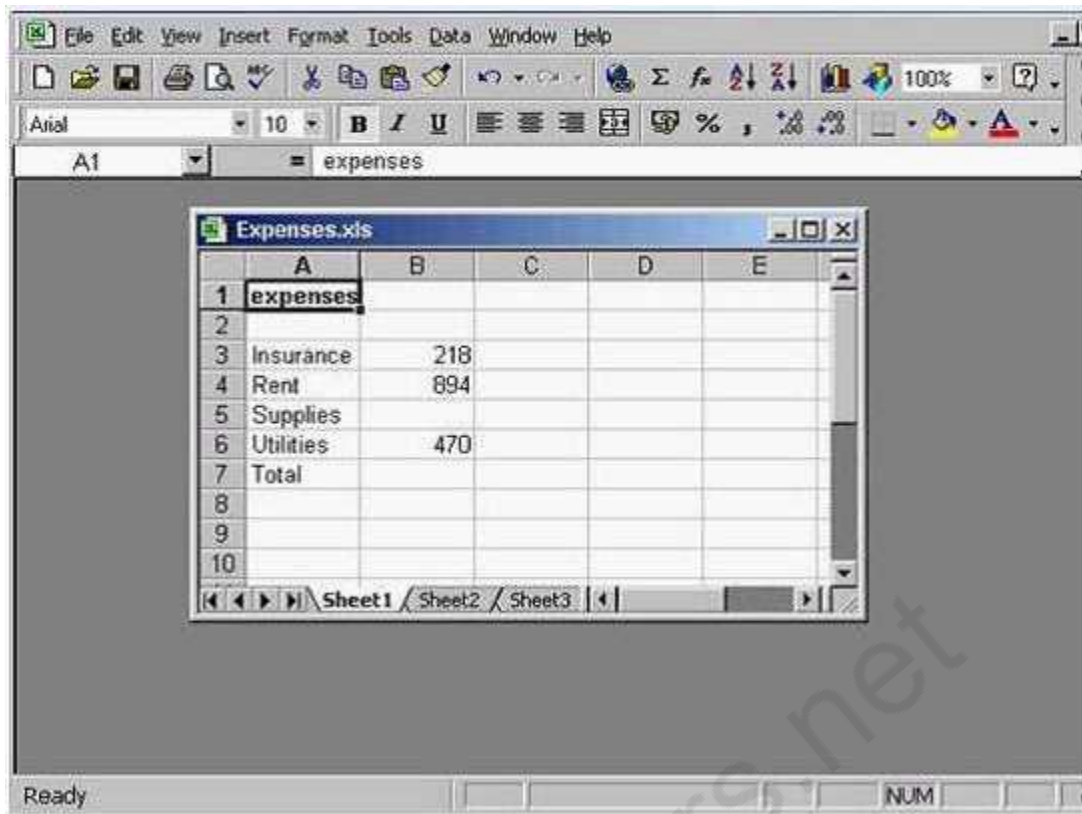 File Edit View Insert Format Tools Data Window Help
100%
Arial 10 B I U % ,
A1 = expenses
Expenses.xls
A B C D E
1 expenses
2
3 Insurance 218
4 Rent 894
5 Supplies
6 Utilities 470
7 Total
8
9
10
Sheet1 Sheet2 Sheet3
Ready NUM
rs.net